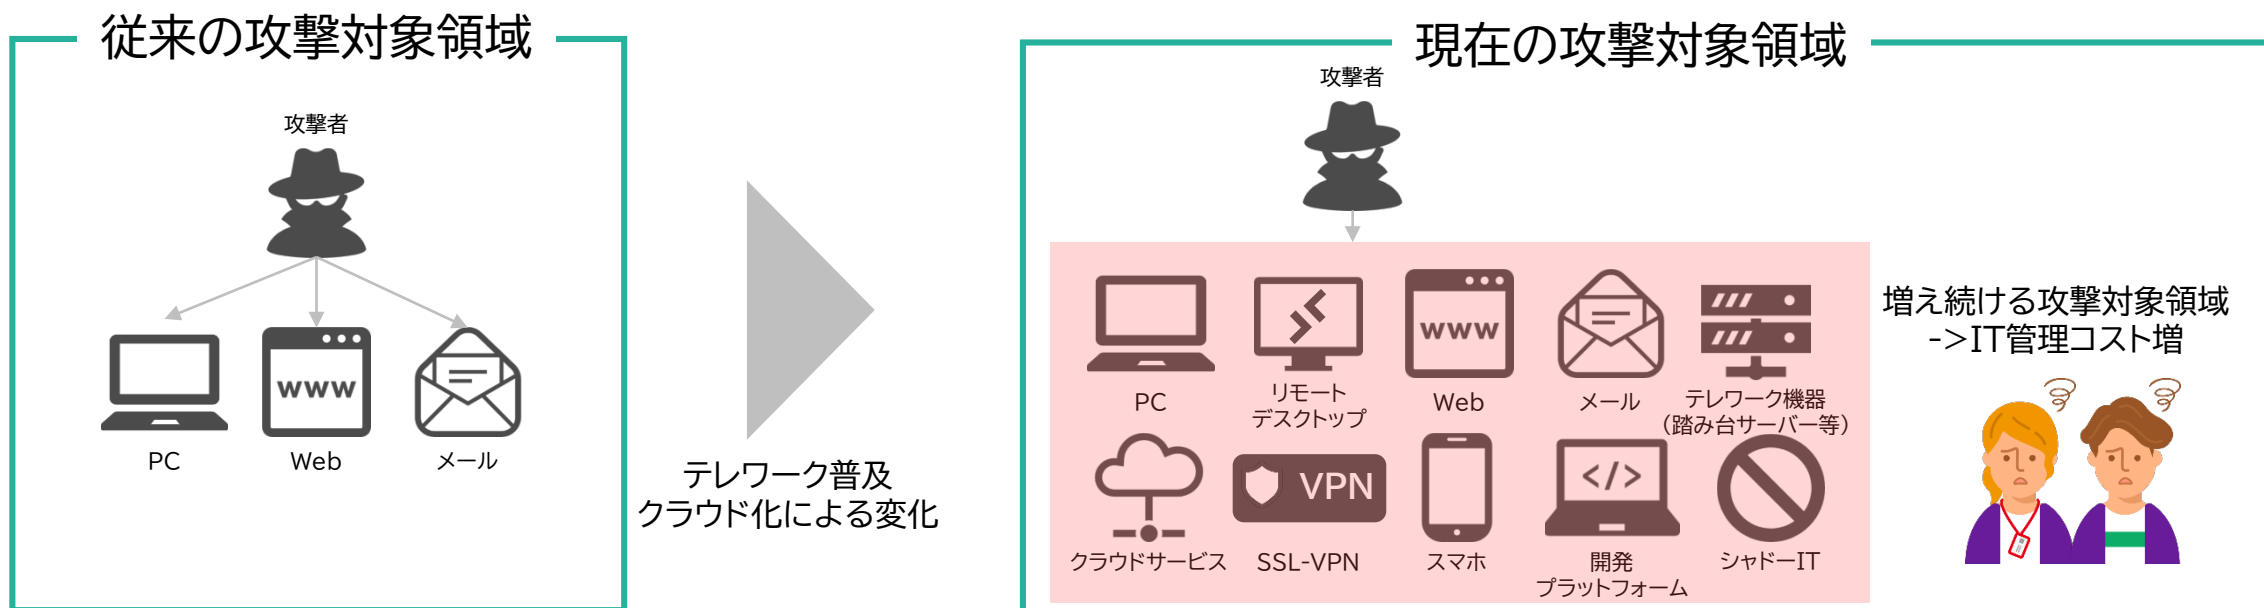 従来の攻撃対象領域
攻撃者
www
PC
Web
メール
テレワーク普及
クラウド化による変化
現在の攻撃対象領域
攻撃者
www
PC
リモート
デスクトップ
Web
メール
テレワーク機器
(踏み台サーバー等)
</>
VPN
クラウドサービス
SSL-VPN
スマホ
開発
プラットフォーム
シャドーIT
増え続ける攻撃対象領域
->IT管理コスト増